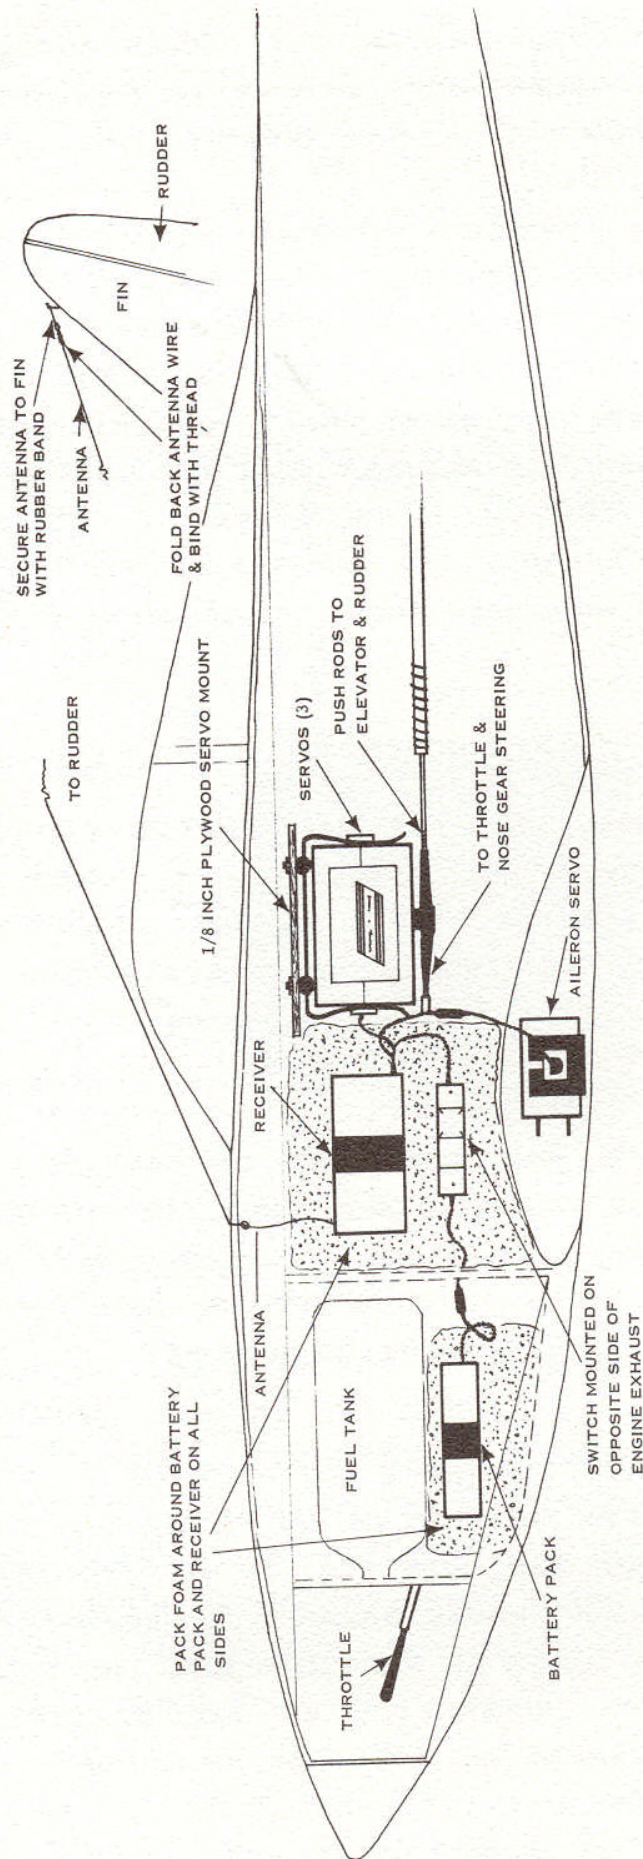 SECURE ANTENNA TO FIN
WITH RUBBER BAND
ANTENNA
FOLD BACK ANTENNA WIRE
& BIND WITH THREAD
FIN
RUDDER
TO RUDDER
1/8 INCH PLYWOOD SERVO MOUNT
SERVOS (3)
PUSH RODS TO
ELEVATOR & RUDDER
TO THROTTLE &
NOSE GEAR STEERING
AILERON SERVO
RECEIVER
ANTENNA
PACK FOAM AROUND BATTERY
PACK AND RECEIVER ON ALL
SIDES
FUEL TANK
THROTTLE
BATTERY PACK
SWITCH MOUNTED ON
OPPOSITE SIDE OF
ENGINE EXHAUST